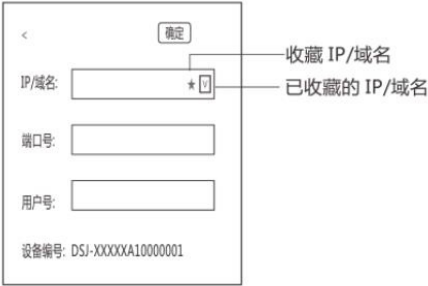 < 确定
收藏 IP/域名
IP/域名: ★ V
已收藏的 IP/域名
端口号:
用户号:
设备编号: DSJ-XXXXXA10000001